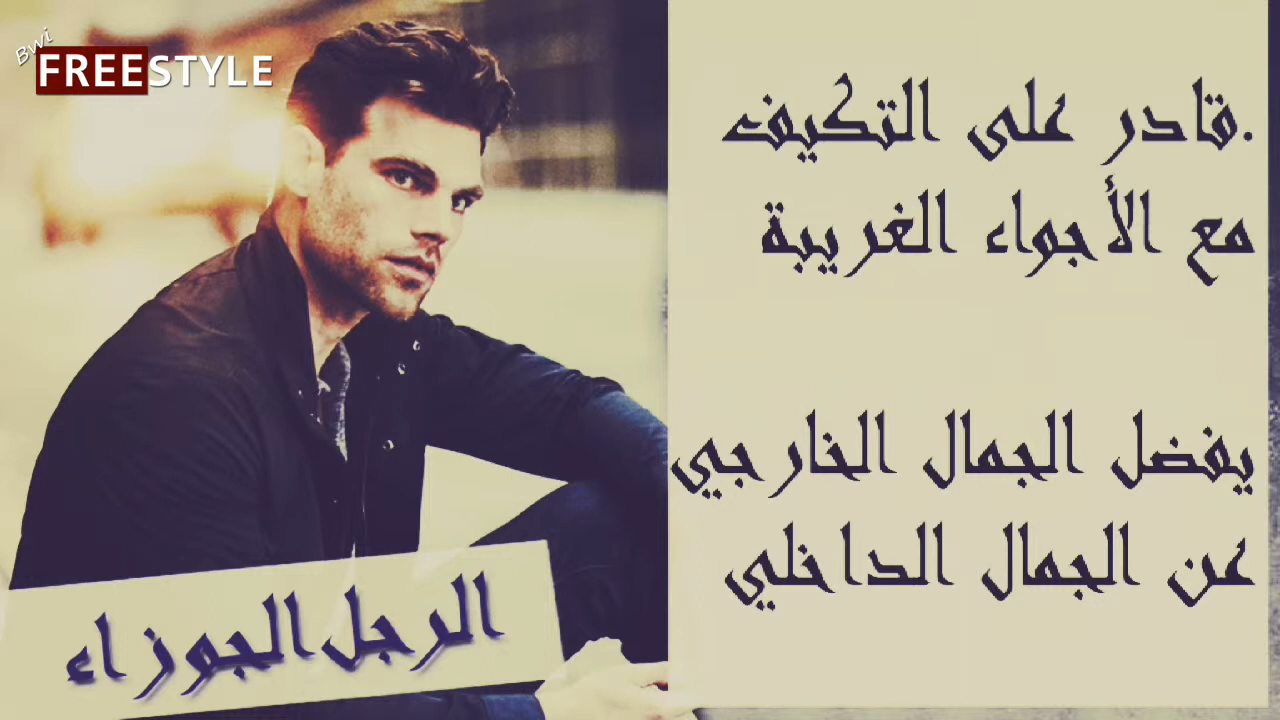 Bwi
FREESTYLE
.قادر على التكيف
مع الأجواء الغريبة
يفضل الجمال الخارجي
عن الجمال الداخلي
الرجل الجوزاء